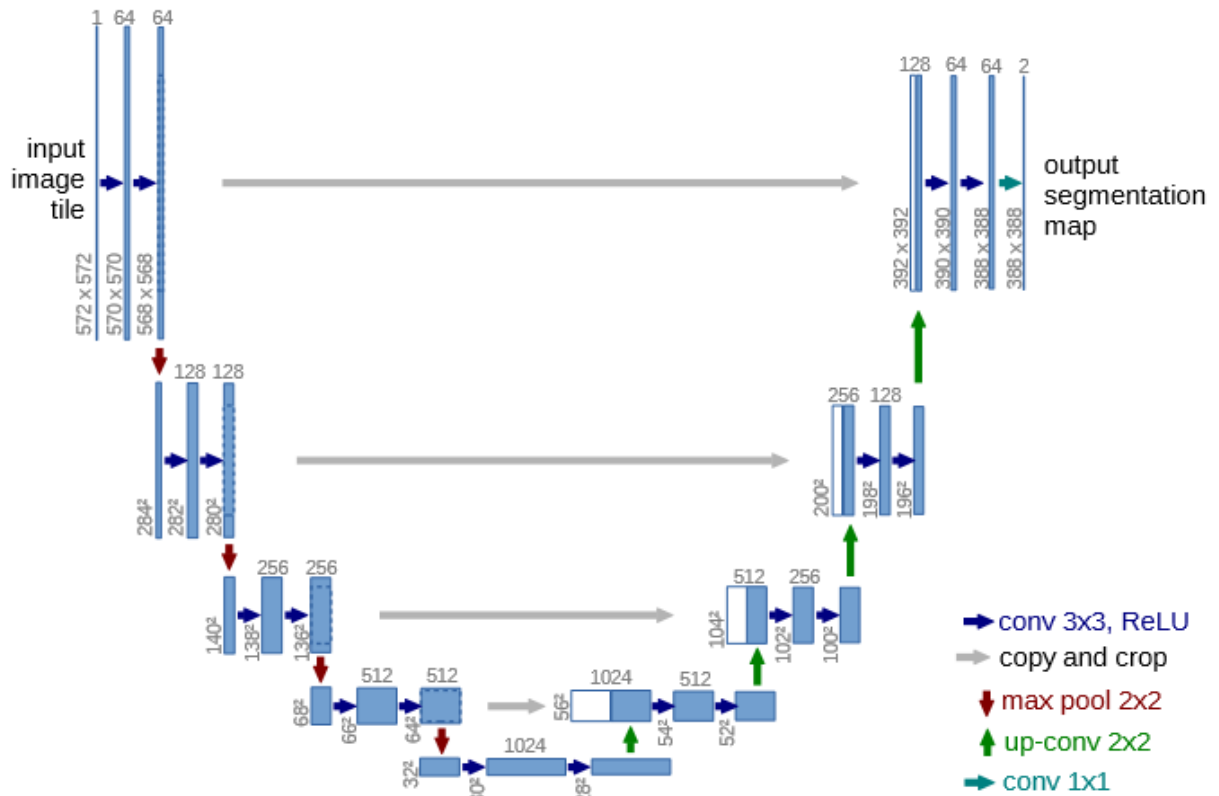 1 64 64
input
image
tile
572 x 572
570 x 570
568 x 568
128 64 64 2
output
segmentation
map
392 x 392
390 x 390
388 x 388
388 x 388
128 128
284²
282²
280²
256 128
200²
198²
196²
256 256
140²
138²
136²
512 256
104²
102²
100²
512 512
68²
66²
64²
1024 512
56²
54²
52²
1024
32²
conv 3x3, ReLU
copy and crop
max pool 2x2
up-conv 2x2
conv 1x1